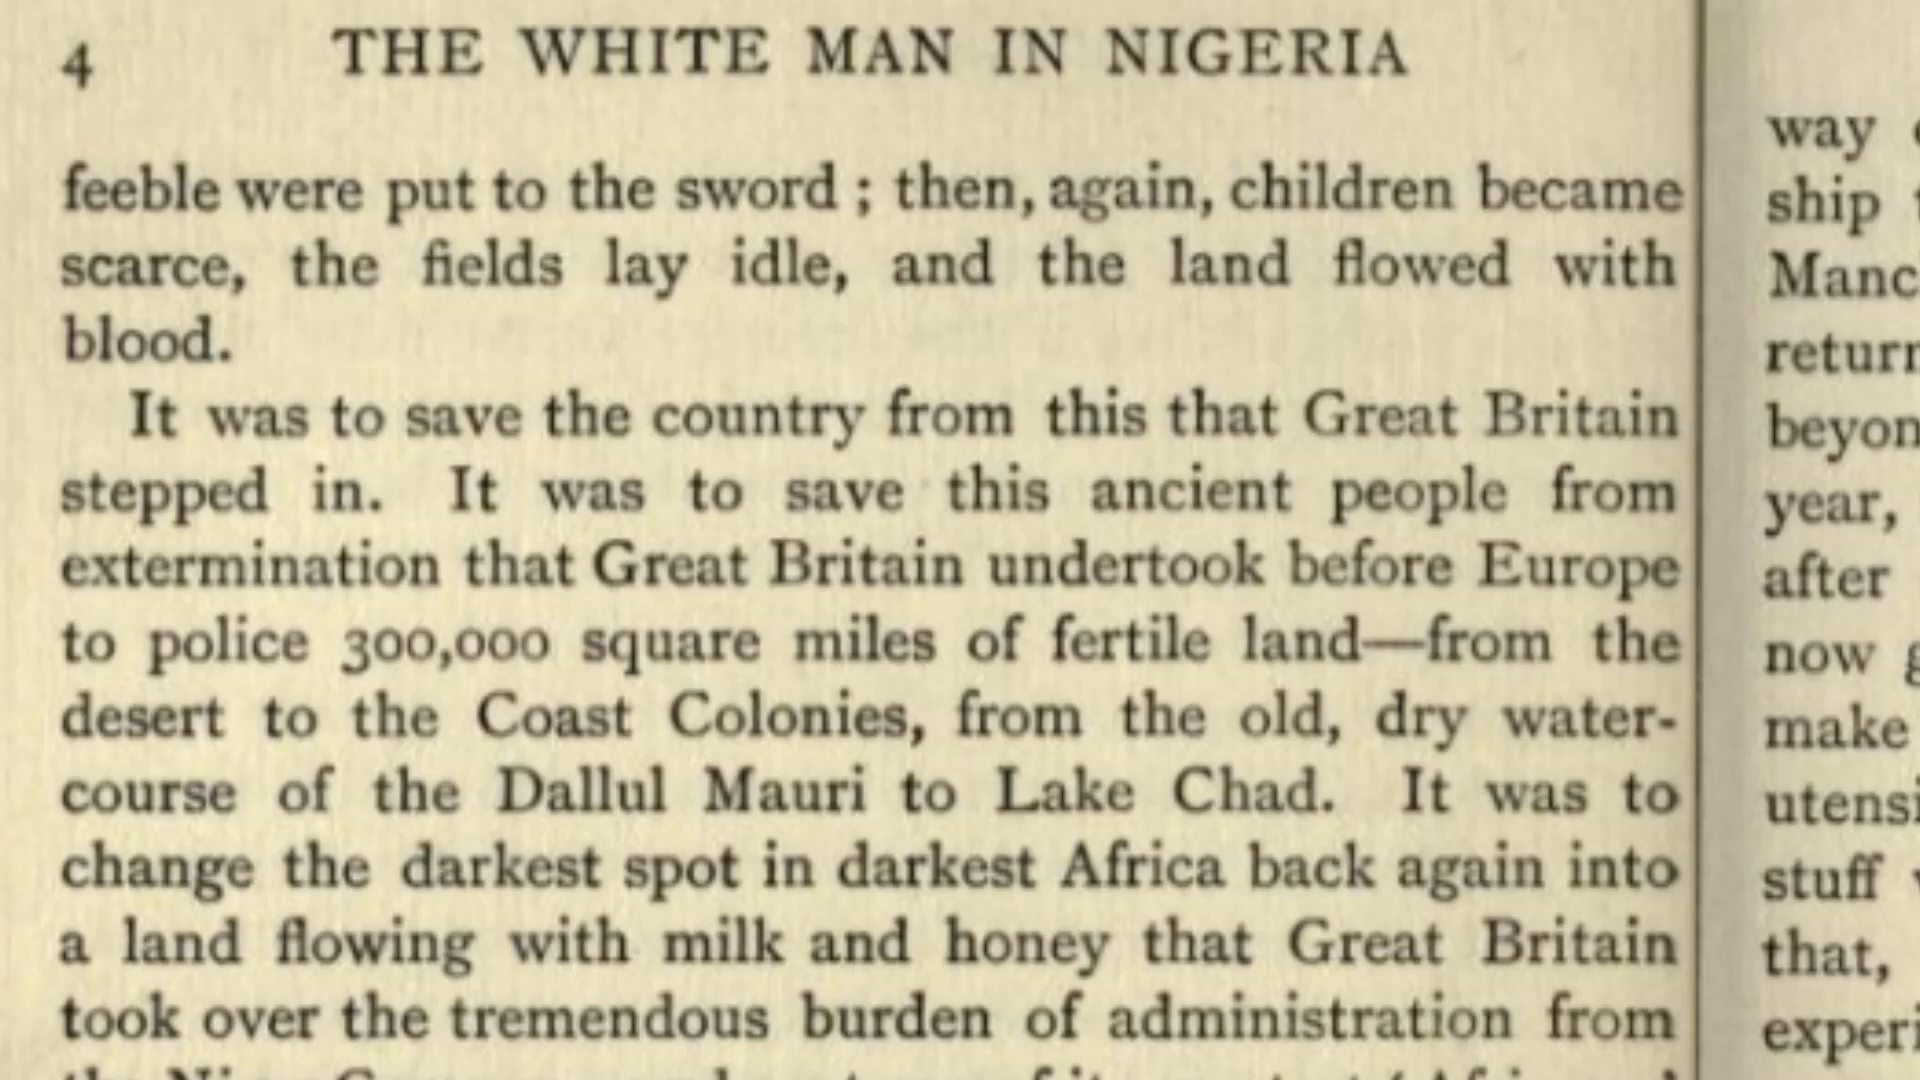 4 THE WHITE MAN IN NIGERIA
feeble were put to the sword ; then, again, children became
scarce, the fields lay idle, and the land flowed with
blood.
It was to save the country from this that Great Britain
stepped in. It was to save this ancient people from
extermination that Great Britain undertook before Europe
to police 300,000 square miles of fertile land—from the
desert to the Coast Colonies, from the old, dry water-
course of the Dallul Mauri to Lake Chad. It was to
change the darkest spot in darkest Africa back again into
a land flowing with milk and honey that Great Britain
took over the tremendous burden of administration from
way
ship
Manc
return
beyon
year,
after
now
make
utensi
stuff
that,
experi